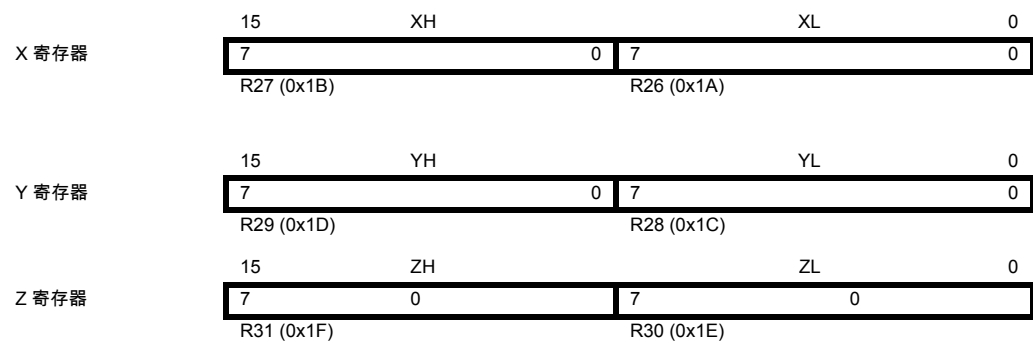 15 XH XL 0
X 寄存器 7 0 7 0
R27 (0x1B) R26 (0x1A)
15 YH YL 0
Y 寄存器 7 0 7 0
R29 (0x1D) R28 (0x1C)
15 ZH ZL 0
Z 寄存器 7 0 7 0
R31 (0x1F) R30 (0x1E)